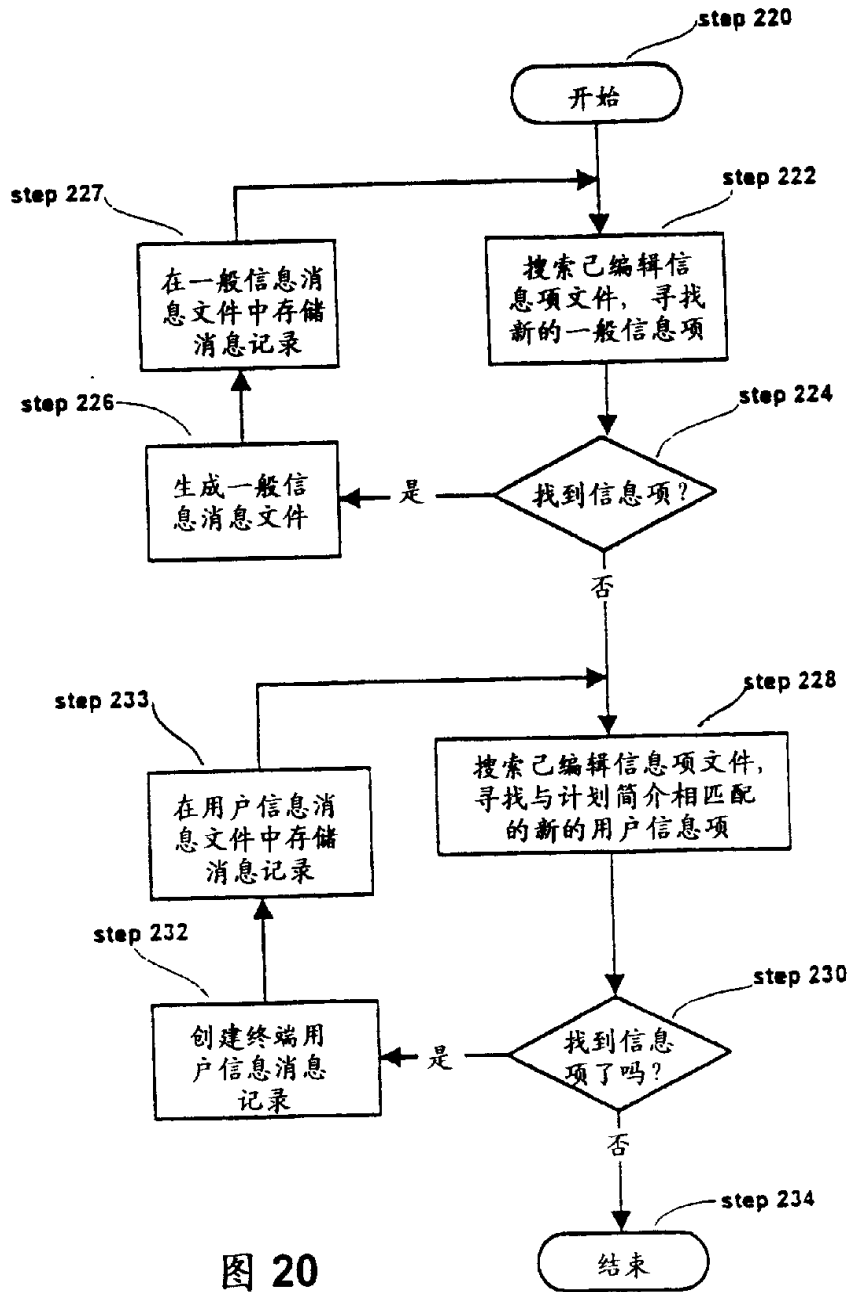 step 220
开始
step 227
step 222
在一般信息消
息文件中存储
消息记录
搜索已编辑信
息项文件，寻找
新的一般信息项
step 226
step 224
生成一般信
息消息文件
是
找到信息项？
否
step 233
step 228
在用户信息消
息文件中存储
消息记录
搜索已编辑信息项文件，
寻找与计划简介相匹配
的新的用户信息项
step 232
step 230
创建终端用
户信息消息
记录
是
找到信息
项了吗？
否
step 234
结束
图 20